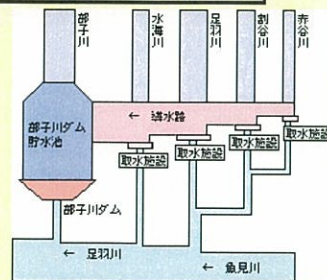 部子川
水海川
足羽川
割谷川
赤谷川
← 導水路
部子川ダム
貯水池
取水施設
取水施設
取水施設
取水施設
部子川ダム
← 足羽川
← 魚見川